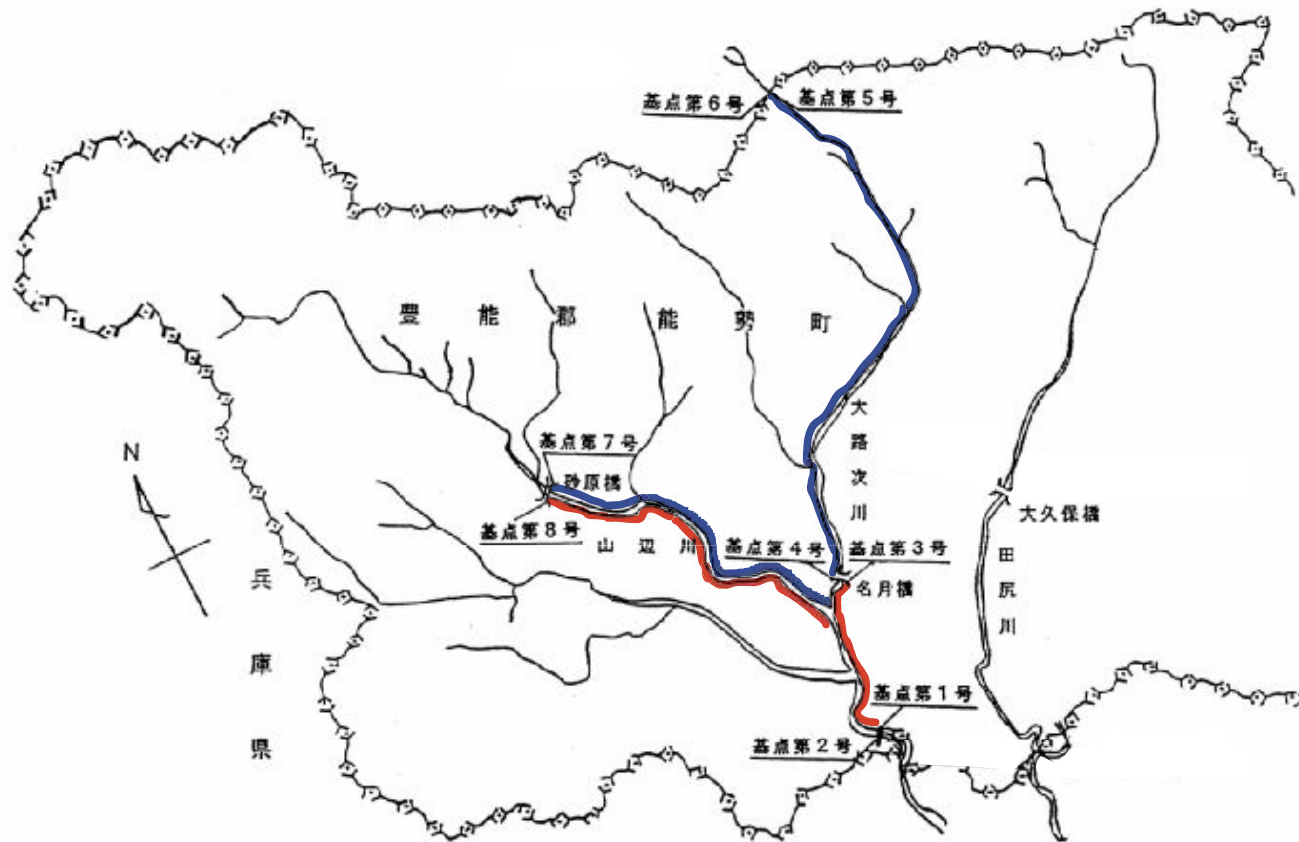 基点第6号
基点第5号
豊能郡能勢町
大路次川
N
基点第7号
砂原橋
基点第8号
山辺川
基点第4号
基点第3号
名月橋
大久保橋
田尻川
兵庫県
基点第1号
基点第2号